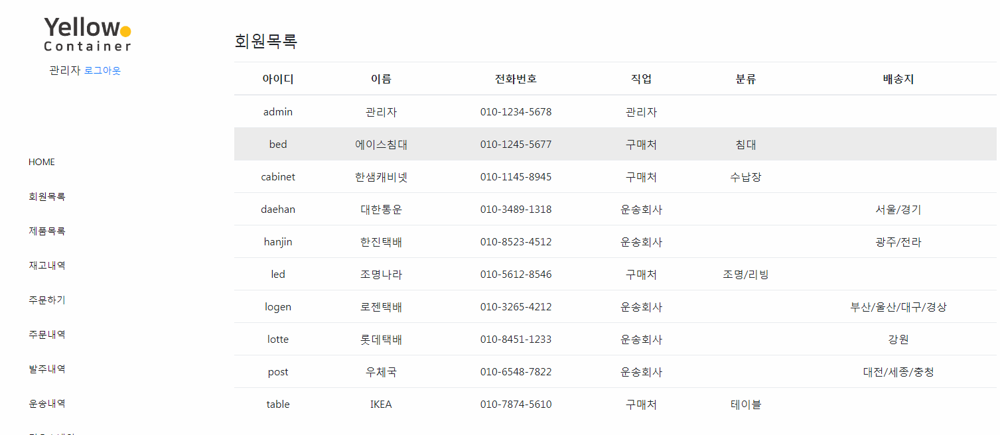 Yellow
Container
관리자 로그아웃
HOME
회원목록
제품목록
재고내역
주문하기
주문내역
발주내역
운송내역
회원목록
아이디 이름 전화번호 직업 분류 배송지
admin 관리자 010-1234-5678 관리자
bed 에이스침대 010-1245-5677 구매처 침대
cabinet 한샘캐비넷 010-1145-8945 구매처 수납장
daehan 대한통운 010-3489-1318 운송회사 서울/경기
hanjin 한진택배 010-8523-4512 운송회사 광주/전라
led 조명나라 010-5612-8546 구매처 조명/리빙
logen 로젠택배 010-3265-4212 운송회사 부산/울산/대구/경상
lotte 롯데택배 010-8451-1233 운송회사 강원
post 우체국 010-6548-7822 운송회사 대전/세종/충청
table IKEA 010-7874-5610 구매처 테이블